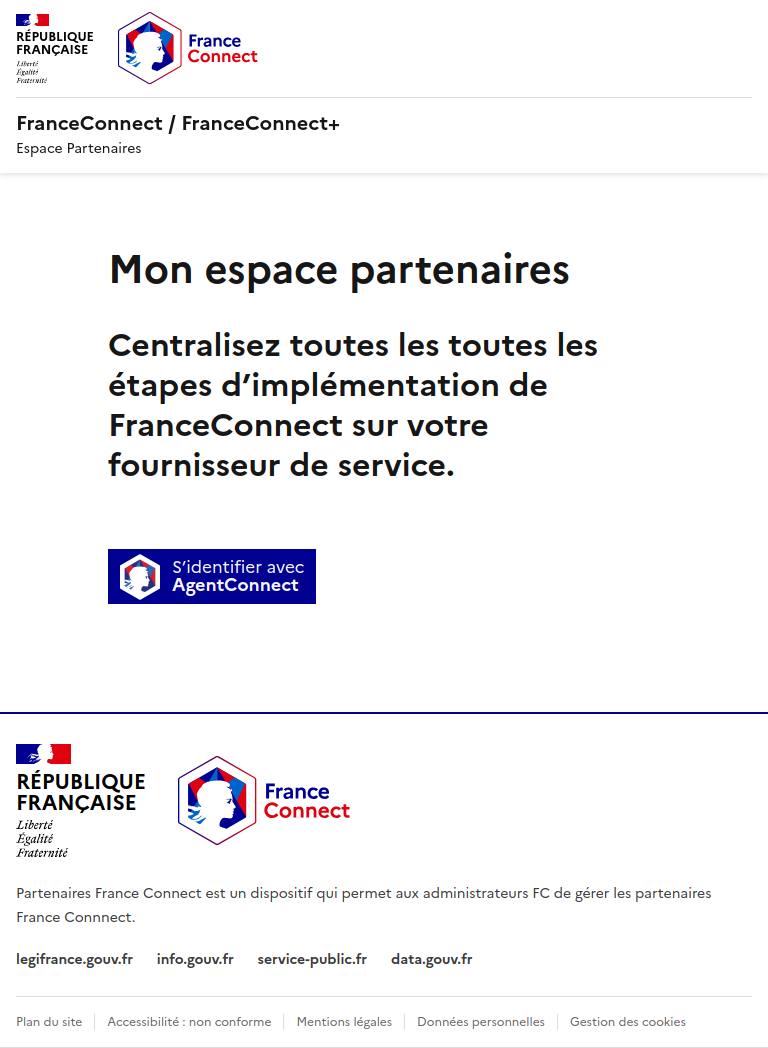 RÉPUBLIQUE
FRANÇAISE
Liberté
Égalité
Fraternité
France
Connect
FranceConnect / FranceConnect+
Espace Partenaires
Mon espace partenaires
Centralisez toutes les toutes les
étapes d’implémentation de
FranceConnect sur votre
fournisseur de service.
S’identifier avec
AgentConnect
RÉPUBLIQUE
FRANÇAISE
Liberté
Égalité
Fraternité
France
Connect
Partenaires France Connect est un dispositif qui permet aux administrateurs FC de gérer les partenaires
France Connnect.
legifrance.gouv.fr info.gouv.fr service-public.fr data.gouv.fr
Plan du site Accessibilité : non conforme Mentions légales Données personnelles Gestion des cookies